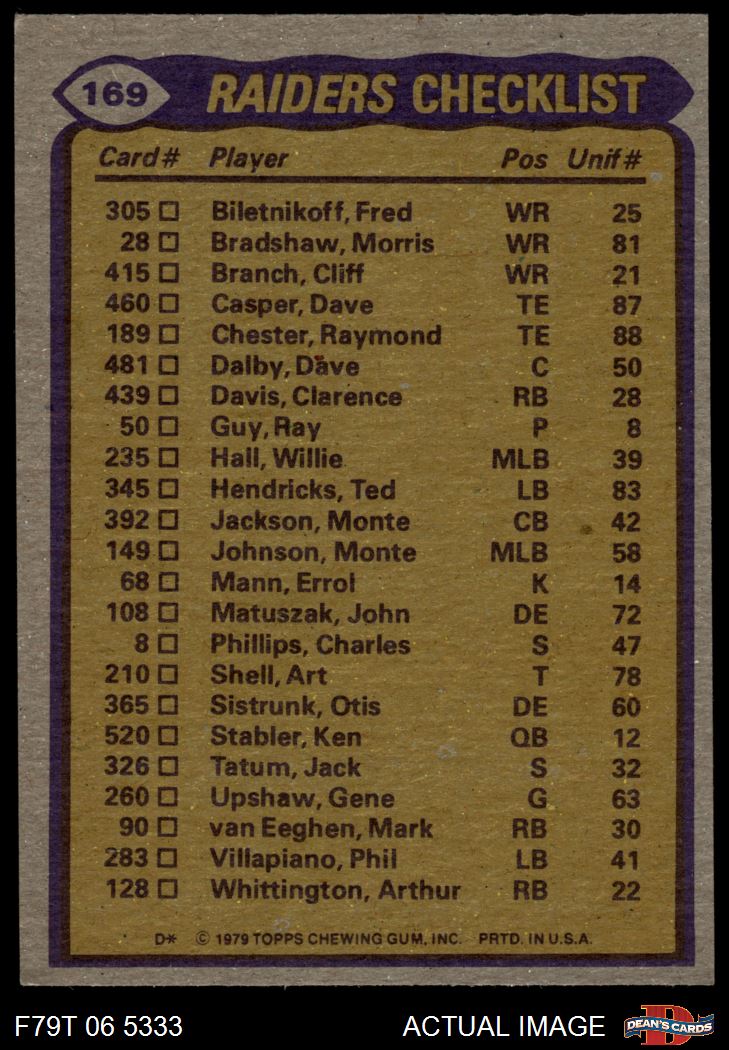 169 RAIDERS CHECKLIST
Card# Player Pos Unif#
305 Biletnikoff, Fred WR 25
28 Bradshaw, Morris WR 81
415 Branch, Cliff WR 21
460 Casper, Dave TE 87
189 Chester, Raymond TE 88
481 Dalby, Dave C 50
439 Davis, Clarence RB 28
50 Guy, Ray P 8
235 Hall, Willie MLB 39
345 Hendricks, Ted LB 83
392 Jackson, Monte CB 42
149 Johnson, Monte MLB 58
68 Mann, Errol K 14
108 Matuszak, John DE 72
8 Phillips, Charles S 47
210 Shell, Art T 78
365 Sistrunk, Otis DE 60
520 Stabler, Ken QB 12
326 Tatum, Jack S 32
260 Upshaw, Gene G 63
90 van Eeghen, Mark RB 30
283 Villapiano, Phil LB 41
128 Whittington, Arthur RB 22
D* © 1979 TOPPS CHEWING GUM, INC. PRTD. IN U.S.A.
F79T 06 5333 ACTUAL IMAGE D DEAN'S CARDS